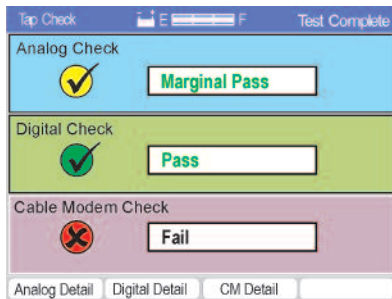 Tap Check E F Test Complete
Analog Check
Marginal Pass
Digital Check
Pass
Cable Modem Check
Fail
Analog Detail Digital Detail CM Detail